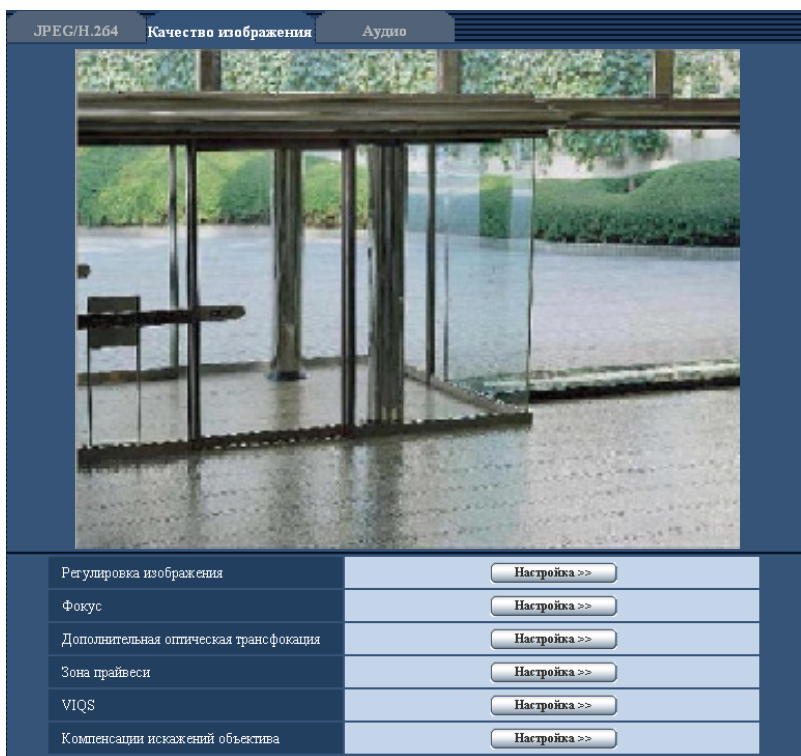 JPEG/H.264 Качество изображения Аудио
Регулировка изображения Настройка >>
Фокус Настройка >>
Дополнительная оптическая трансфокация Настройка >>
Зона прайвеси Настройка >>
VIQS Настройка >>
Компенсации искажений объектива Настройка >>